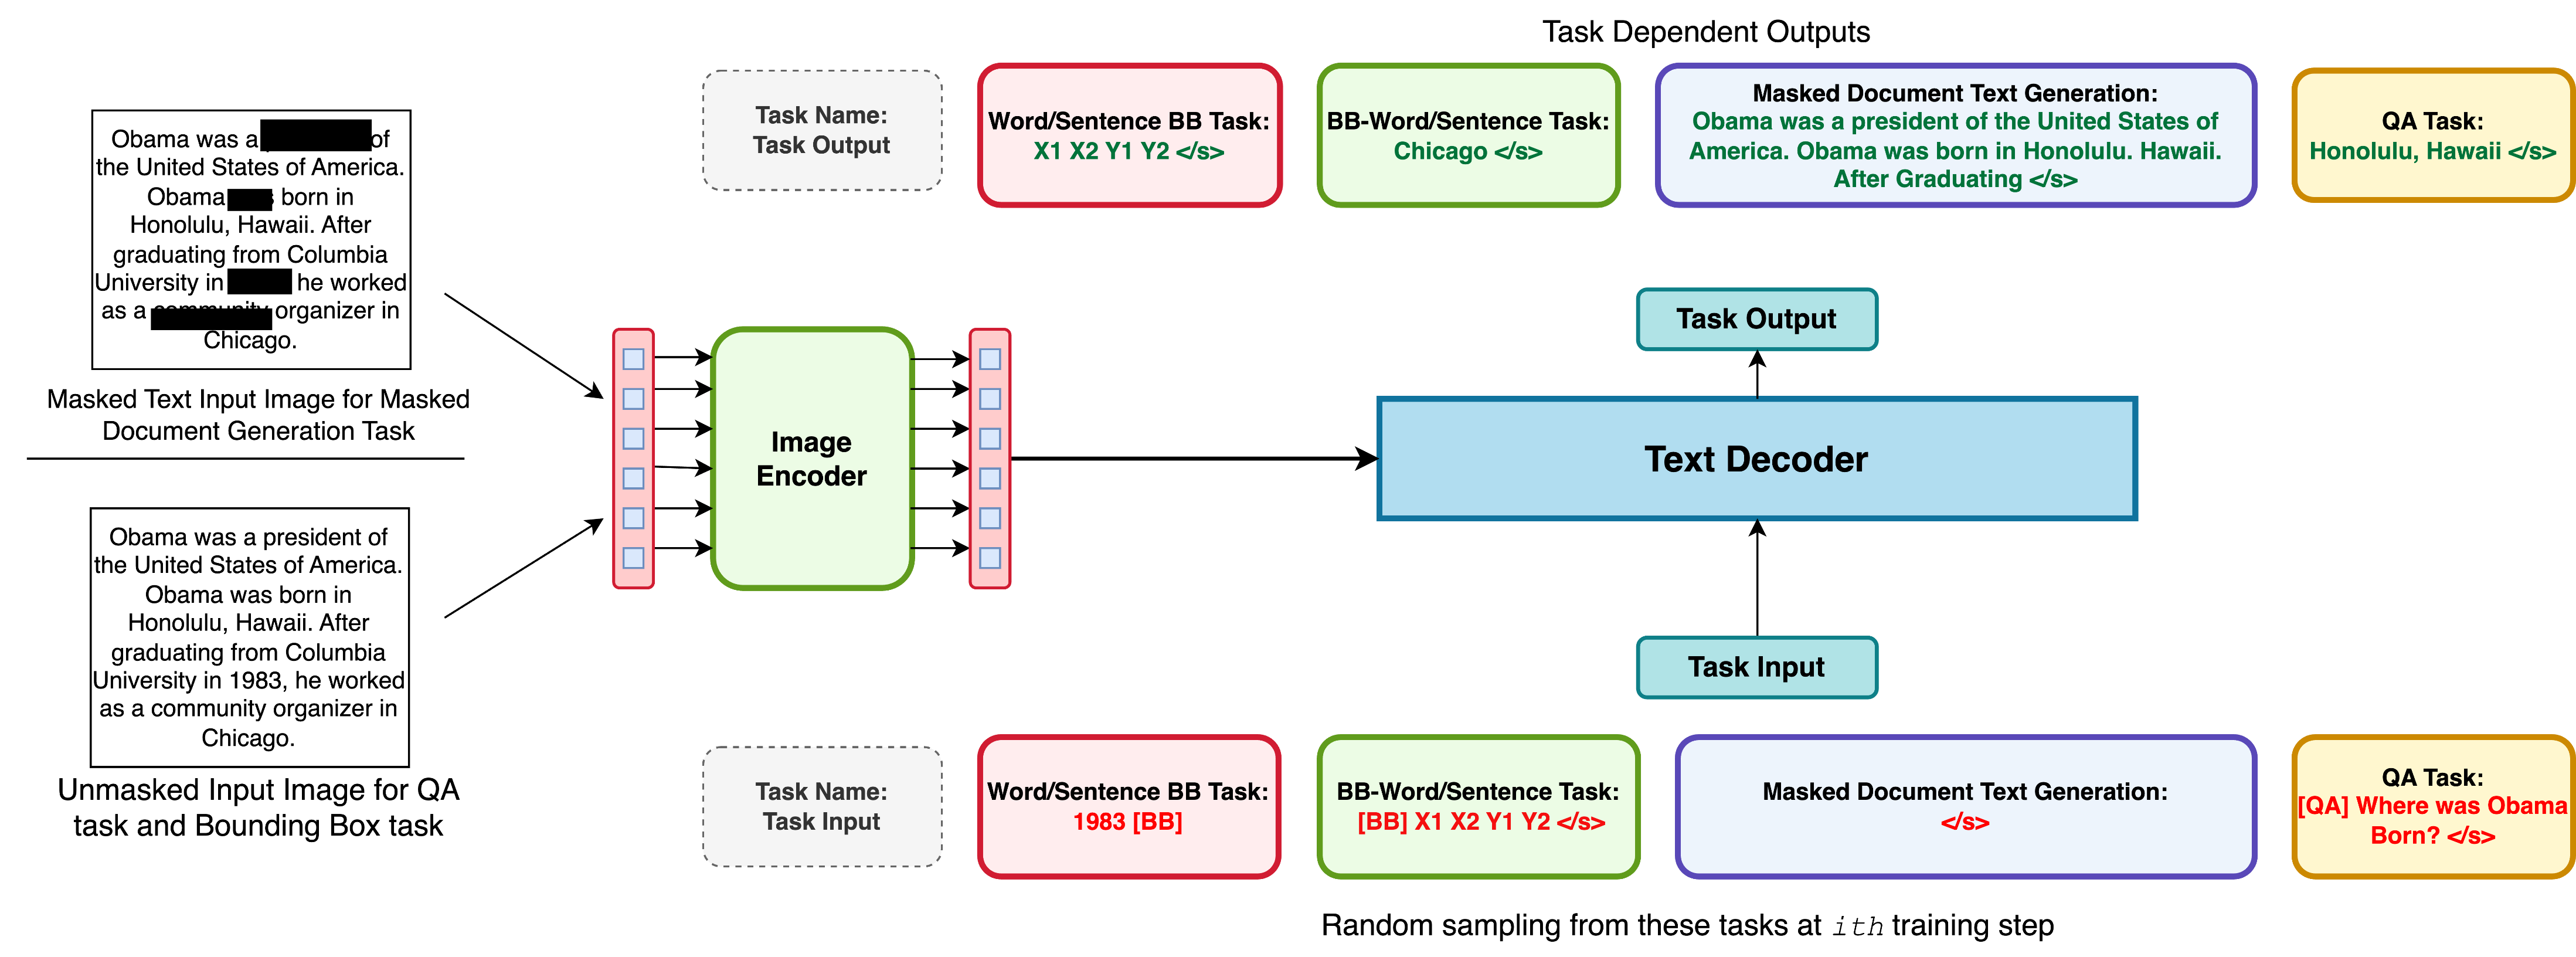 Task Dependent Outputs
Task Name:
Task Output
Word/Sentence BB Task:
X1 X2 Y1 Y2 </s>
BB-Word/Sentence Task:
Chicago </s>
Masked Document Text Generation:
Obama was a president of the United States of
America. Obama was born in Honolulu. Hawaii.
After Graduating </s>
QA Task:
Honolulu, Hawaii </s>
Obama was a of
the United States of America.
Obama born in
Honolulu, Hawaii. After
graduating from Columbia
University in he worked
as a community organizer in
Chicago.
Masked Text Input Image for Masked
Document Generation Task
Obama was a president of
the United States of America.
Obama was born in
Honolulu, Hawaii. After
graduating from Columbia
University in 1983, he worked
as a community organizer in
Chicago.
Unmasked Input Image for QA
task and Bounding Box task
Image
Encoder
Task Output
Text Decoder
Task Input
Task Name:
Task Input
Word/Sentence BB Task:
1983 [BB]
BB-Word/Sentence Task:
[BB] X1 X2 Y1 Y2 </s>
Masked Document Text Generation:
</s>
QA Task:
[QA] Where was Obama
Born? </s>
Random sampling from these tasks at ith training step